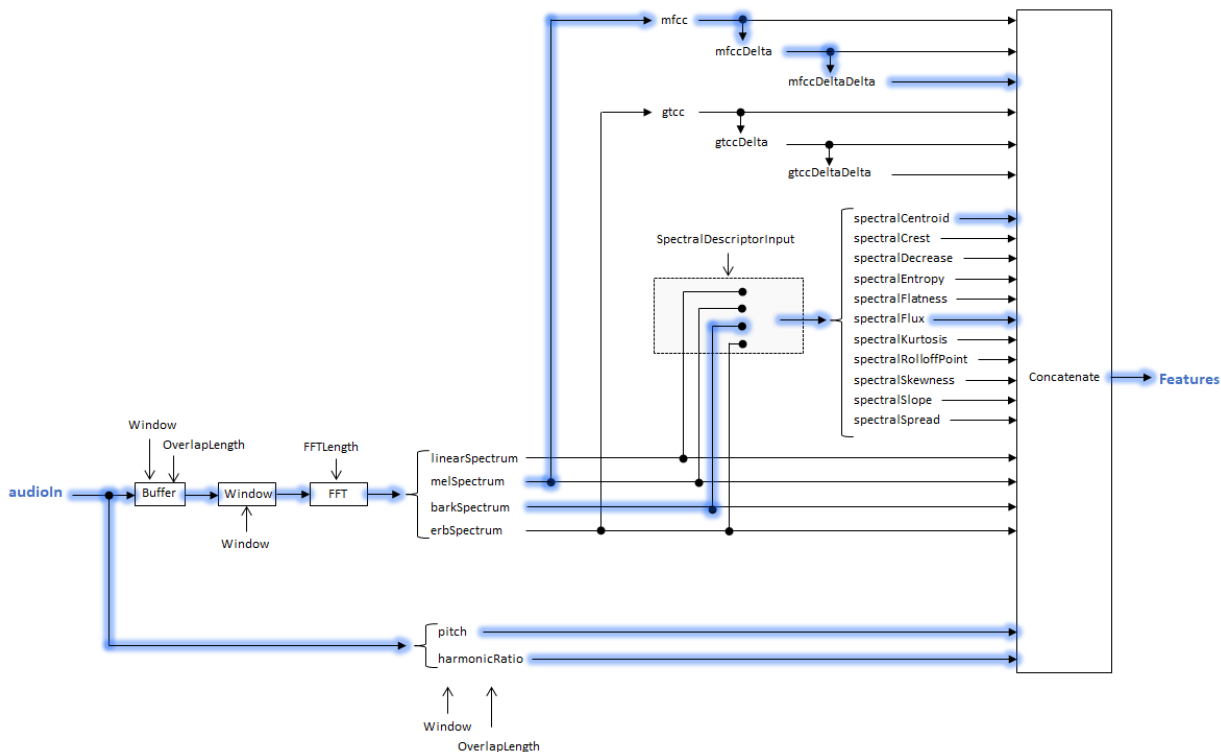 mfcc
mfccDelta
mfccDeltaDelta
gtcc
gtccDelta
gtccDeltaDelta
SpectralDescriptorInput
spectralCentroid
spectralCrest
spectralDecrease
spectralEntropy
spectralFlatness
spectralFlux
spectralKurtosis
spectralRolloffPoint
spectralSkewness
spectralSlope
spectralSpread
Concatenate
Features
Window
OverlapLength
FFTLength
audioIn
Buffer
Window
FFT
Window
linearSpectrum
melSpectrum
barkSpectrum
erbSpectrum
pitch
harmonicRatio
Window
OverlapLength